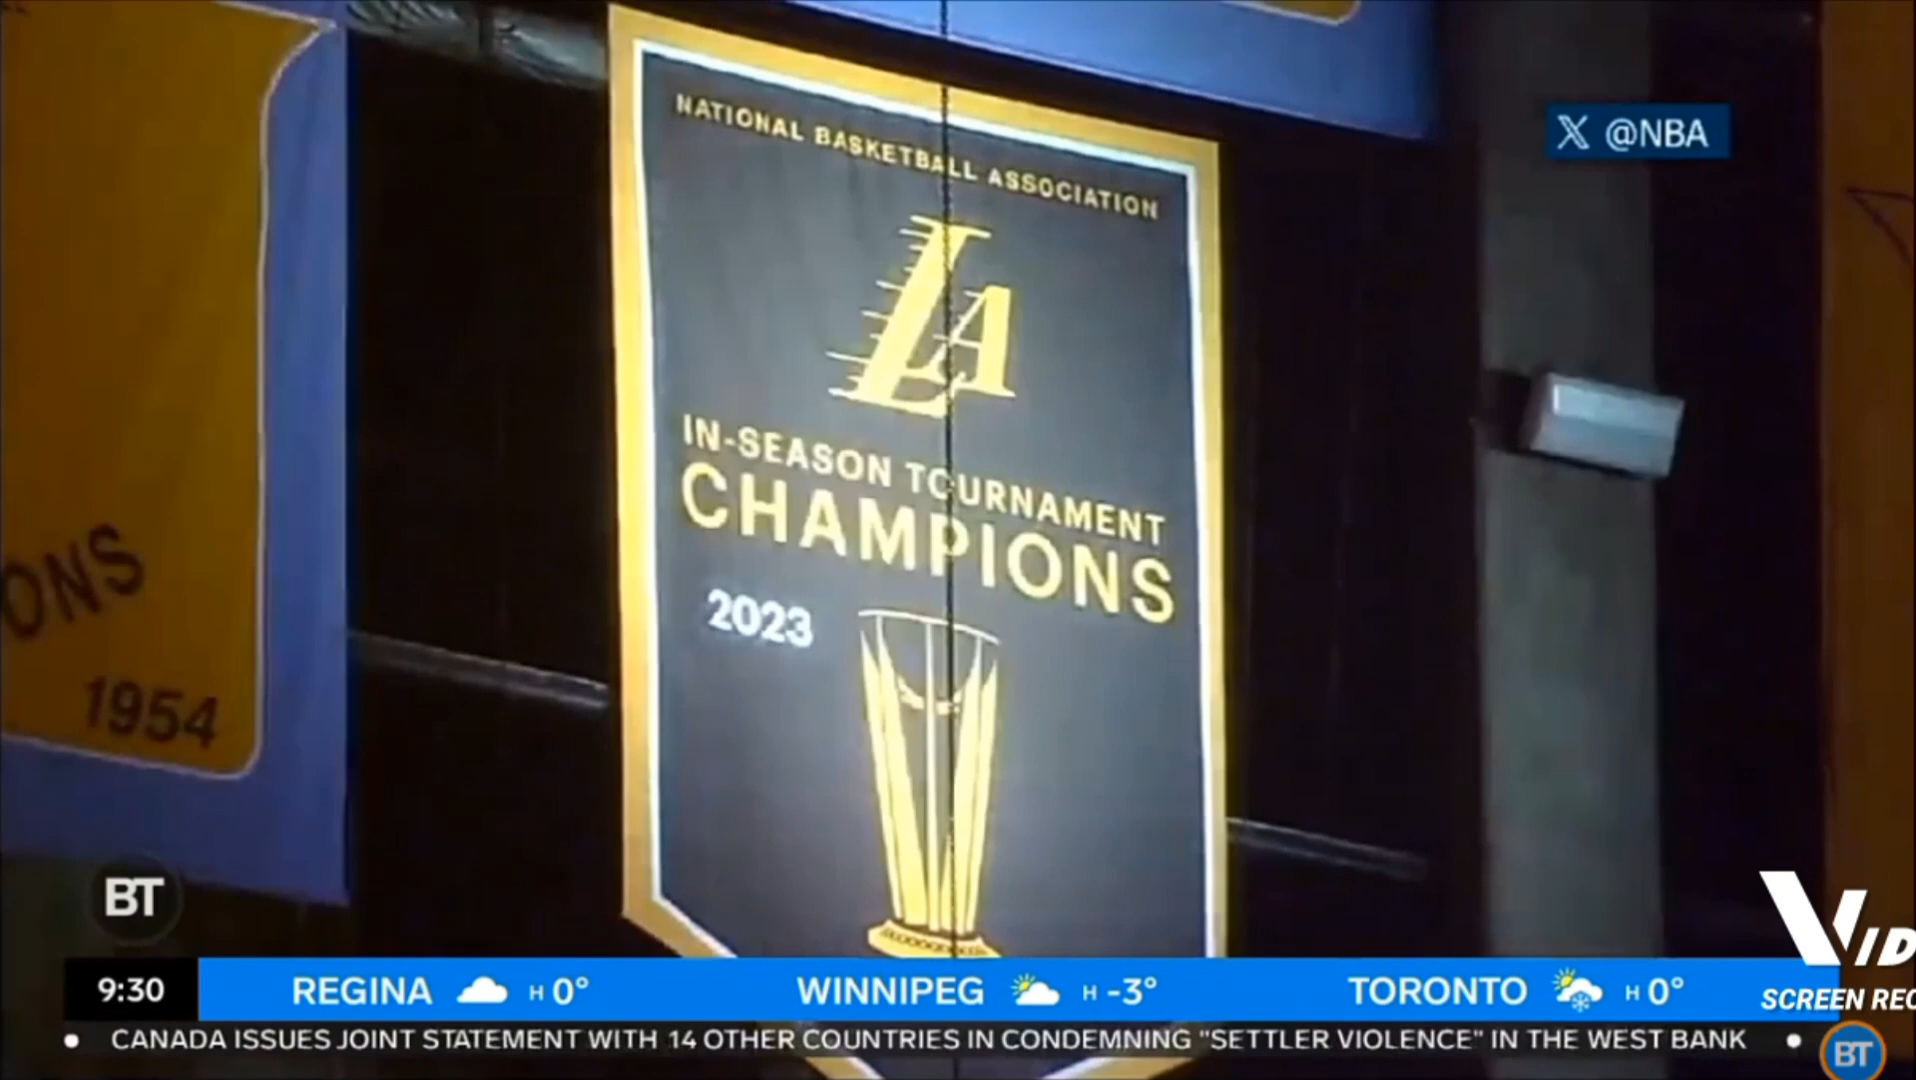 @NBA
NATIONAL BASKETBALL ASSOCIATION
LA
IN-SEASON TOURNAMENT
CHAMPIONS
2023
ONS
1954
BT
9:30 REGINA H 0° WINNIPEG H -3° TORONTO H 0°
VID
SCREEN REC
• CANADA ISSUES JOINT STATEMENT WITH 14 OTHER COUNTRIES IN CONDEMNING "SETTLER VIOLENCE" IN THE WEST BANK •
BT